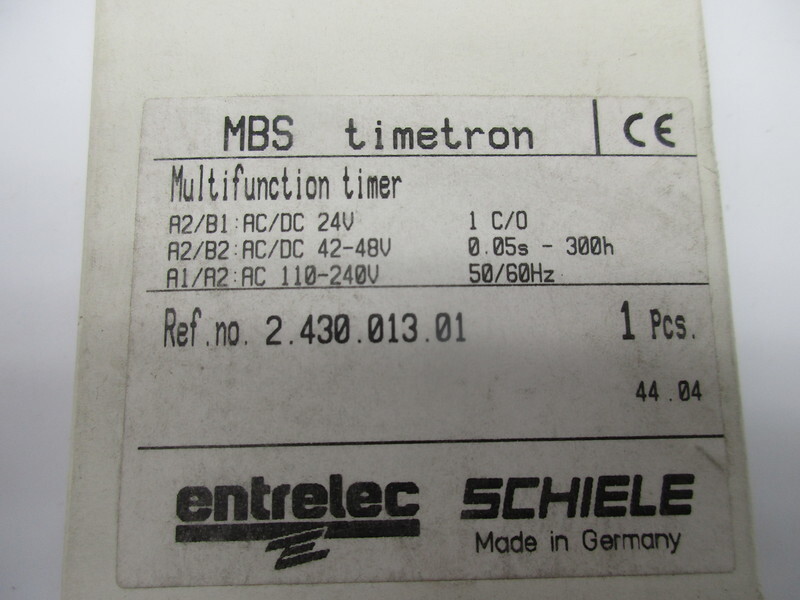 MBS timetron CE
Multifunction timer
A2/B1:AC/DC 24V 1 C/O
A2/B2:AC/DC 42-48V 0.05s - 300h
A1/A2:AC 110-240V 50/60Hz
Ref.no. 2.430.013.01 1 Pcs.
44.04
entrelec SCHIELE
Made in Germany